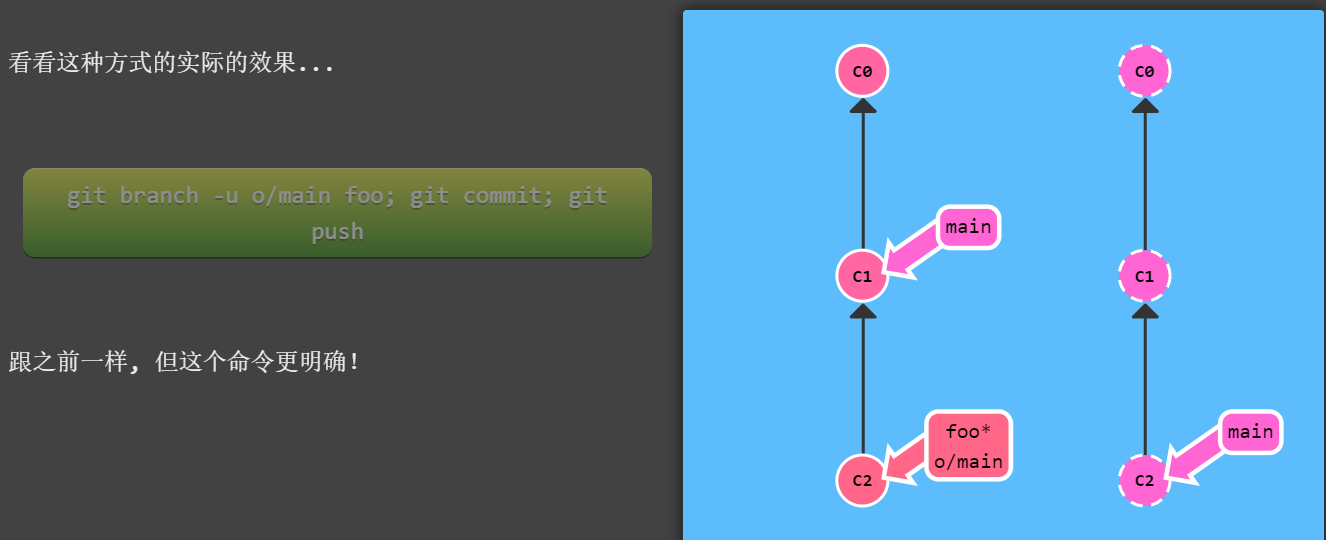 看看这种方式的实际的效果...
git branch -u o/main foo; git commit; git
push
跟之前一样, 但这个命令更明确!
C0
main
C1
foo*
o/main
C2
C0
C1
main
C2